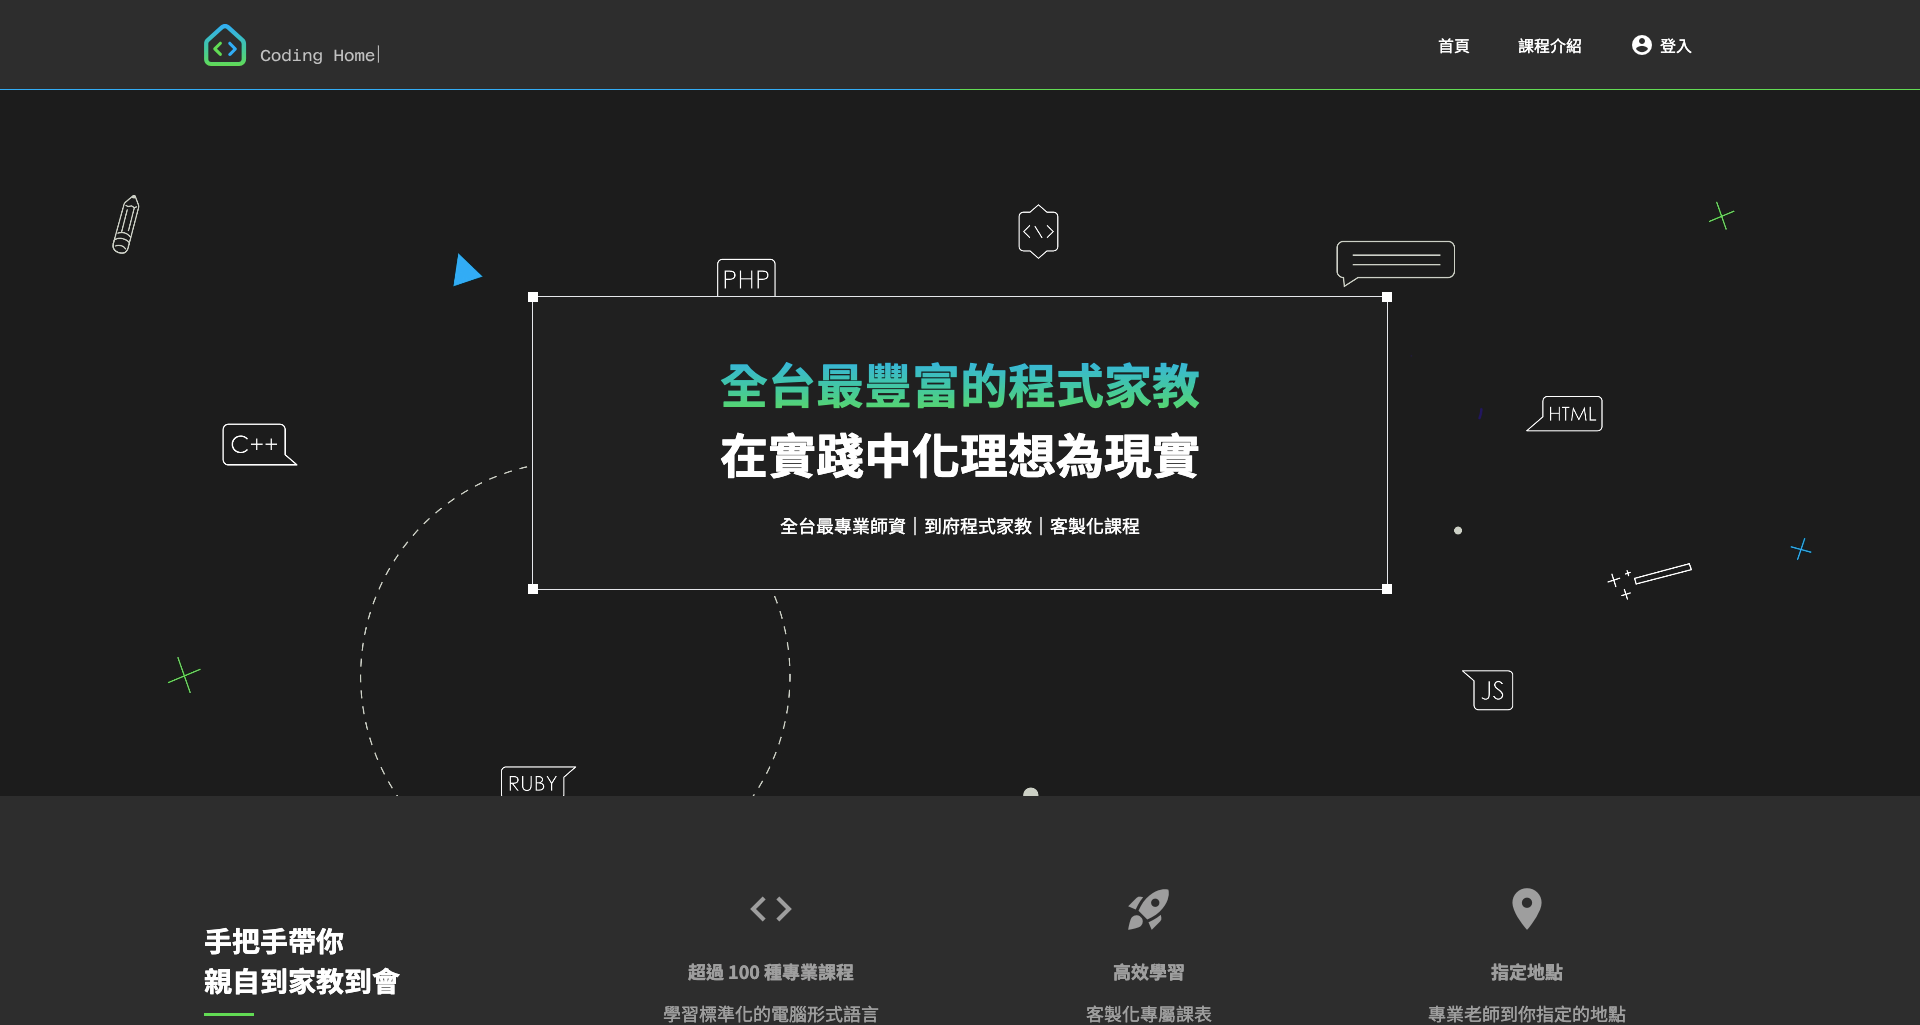 Coding Home
首頁
課程介紹
登入
PHP
全台最豐富的程式家教
在實踐中化理想為現實
全台最專業師資｜到府程式家教｜客製化課程
C++
HTML
JS
RUBY
手把手帶你
親自到家教到會
超過 100 種專業課程
學習標準化的電腦形式語言
高效學習
客製化專屬課表
指定地點
專業老師到你指定的地點